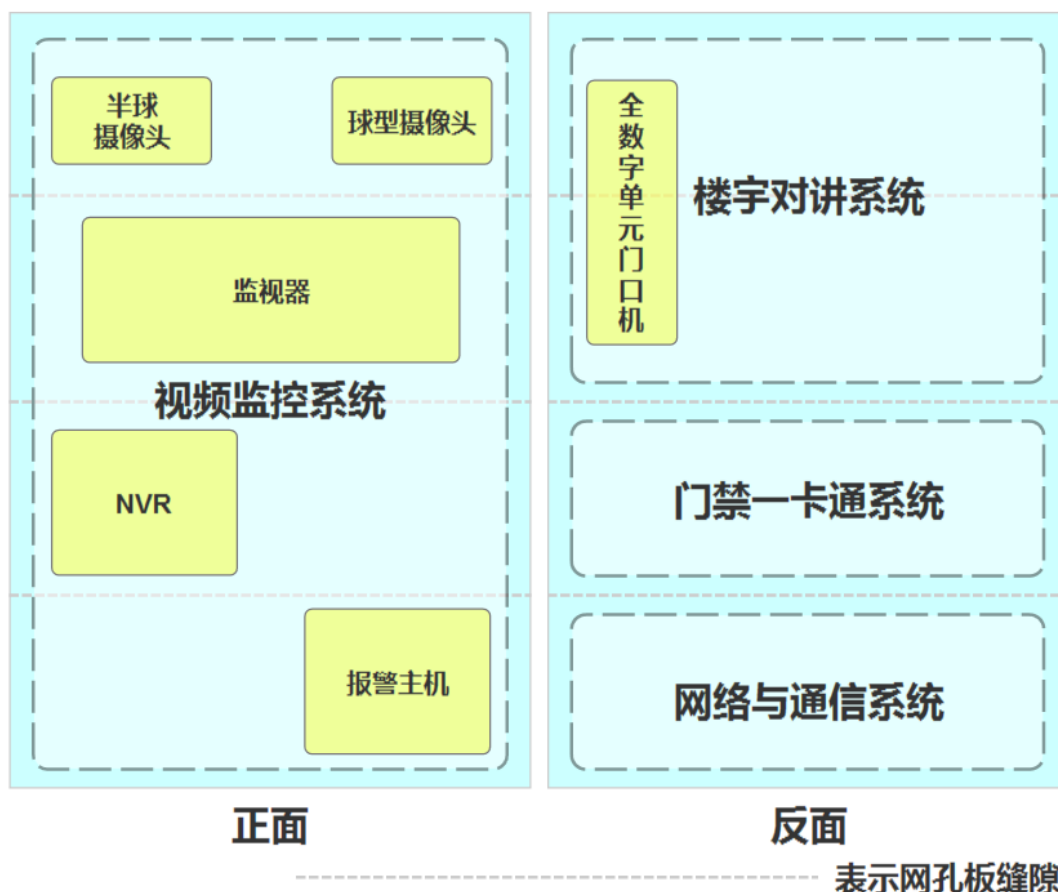 半球
摄像头
球型摄像头
监视器
视频监控系统
NVR
报警主机
正面
全
数
字
单
元
门
口
机
楼宇对讲系统
门禁一卡通系统
网络与通信系统
反面
表示网孔板缝隙